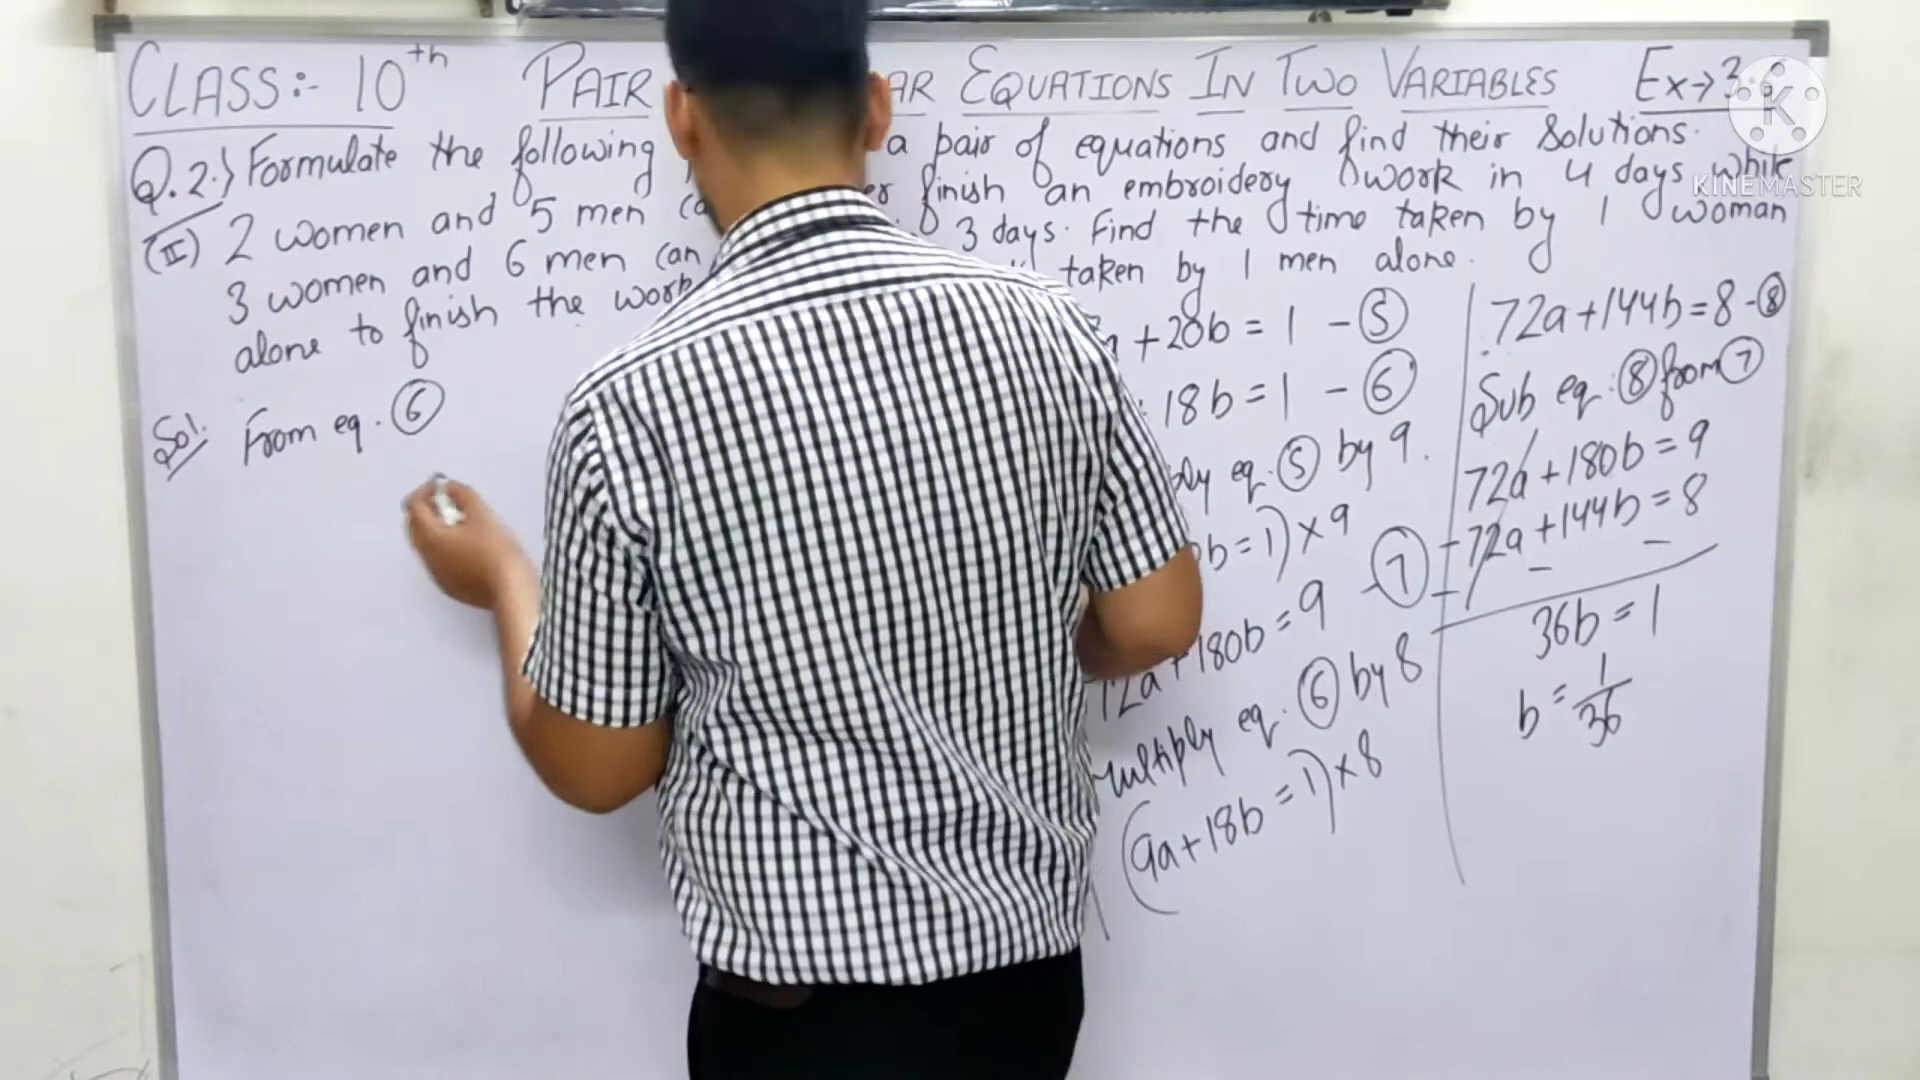 CLASS:- 10th PAIR AR EQUATIONS IN TWO VARIABLES Ex→3.6
Q.2.) Formulate the following a pair of equations and find their solutions.
(II) 2 women and 5 men er finish an embroidery work in 4 days while
3 women and 6 men can 3 days. Find the time taken by 1 woman
alone to finish the work taken by 1 men alone.
Sol. From eq. ⑥
+ 20b = 1 - ⑤
18b = 1 - ⑥
eq. ⑤ by 9.
b = 1) × 9
72a + 180b = 9 - ⑦
Multiply eq. ⑥ by 8
(9a + 18b = 1) × 8
72a + 144b = 8 - ⑧
Sub eq. ⑧ from ⑦
72a + 180b = 9
72a + 144b = 8
- - -
36b = 1
b = 1/36
K
KINEMASTER